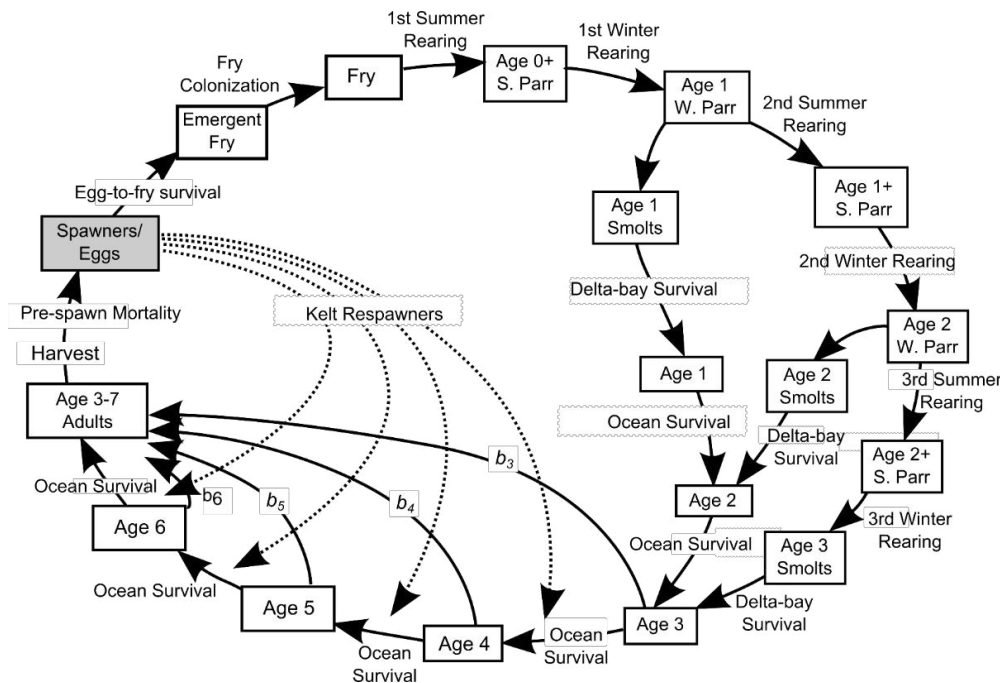 1st Summer
Rearing
1st Winter
Rearing
Fry
Colonization
Fry
Age 0+
S. Parr
Age 1
W. Parr
2nd Summer
Rearing
Emergent
Fry
Egg-to-fry survival
Age 1
Smolts
Age 1+
S. Parr
Spawners/
Eggs
Delta-bay Survival
2nd Winter Rearing
Kelt Respawners
Pre-spawn Mortality
Harvest
Age 2
W. Parr
Age 1
Age 2
Smolts
3rd Summer
Rearing
Age 3-7
Adults
Ocean Survival
Delta-bay
Survival
Age 2+
S. Parr
b3
Ocean Survival
b6
b5
b4
Age 2
Age 6
3rd Winter
Rearing
Ocean Survival
Age 3
Smolts
Ocean Survival
Age 5
Delta-bay
Survival
Age 3
Age 4
Ocean
Survival
Ocean
Survival